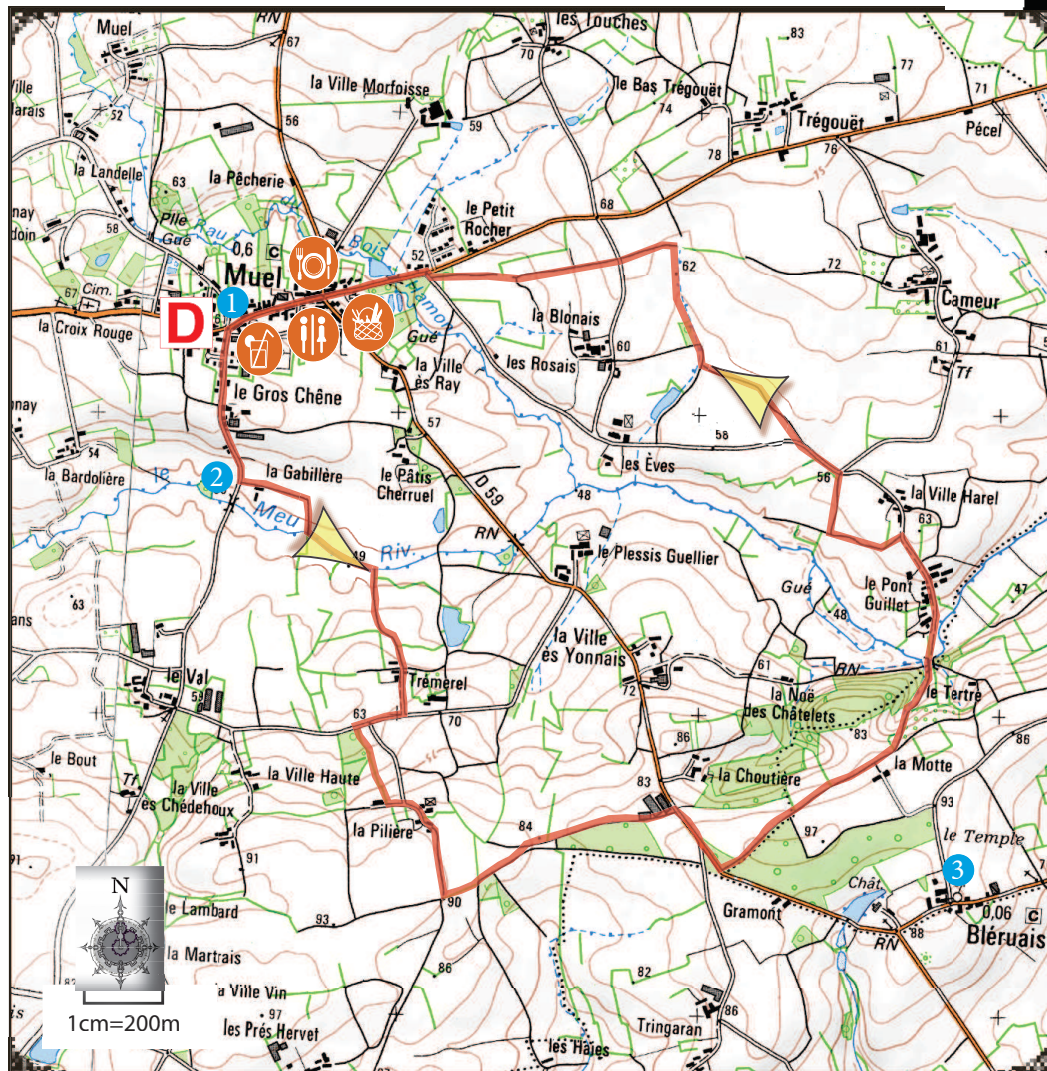 RN
les Touches
Muel
67
70
83
77
la Ville Morfoisse
le Bas Trégouët
71
74
Trégouët
Pécel
52
56
59
78
76
la Landelle
63
la Pêcherie
le Petit
Rocher
68
Plle
Gué
Rau
du
Bois
58
0,6
C
52
62
72
Muel
Hamon
Cim.
67
1
Cameur
D
la Croix Rouge
Gué
la Blonais
60
61
Tf
les Rosais
la Ville
ès Ray
le Gros Chêne
57
58
54
la Bardolière
le
2
la Gabillère
le Pâtis
Cherruel
les Èves
56
D 59
48
la Ville Harel
63
Meu
Riv.
49
RN
le Plessis Guellier
le Pont
Guillet
47
Gué
48
63
la Ville
ès Yonnais
72
61
RN
le Val
59
Trémerel
la Noë
des Châtelets
le Tertre
63
70
83
86
86
le Bout
Tf
la Ville
ès Chédehoux
la Ville Haute
83
la Choutière
la Motte
93
la Pilière
84
97
le Temple
91
91
3
N
90
Chât.
le Lambard
93
Gramont
0,06
C
RN
88
Bléruais
la Martrais
86
82
a Ville Vin
97
86
1cm=200m
les Prés Hervet
Tringaran
les Haies